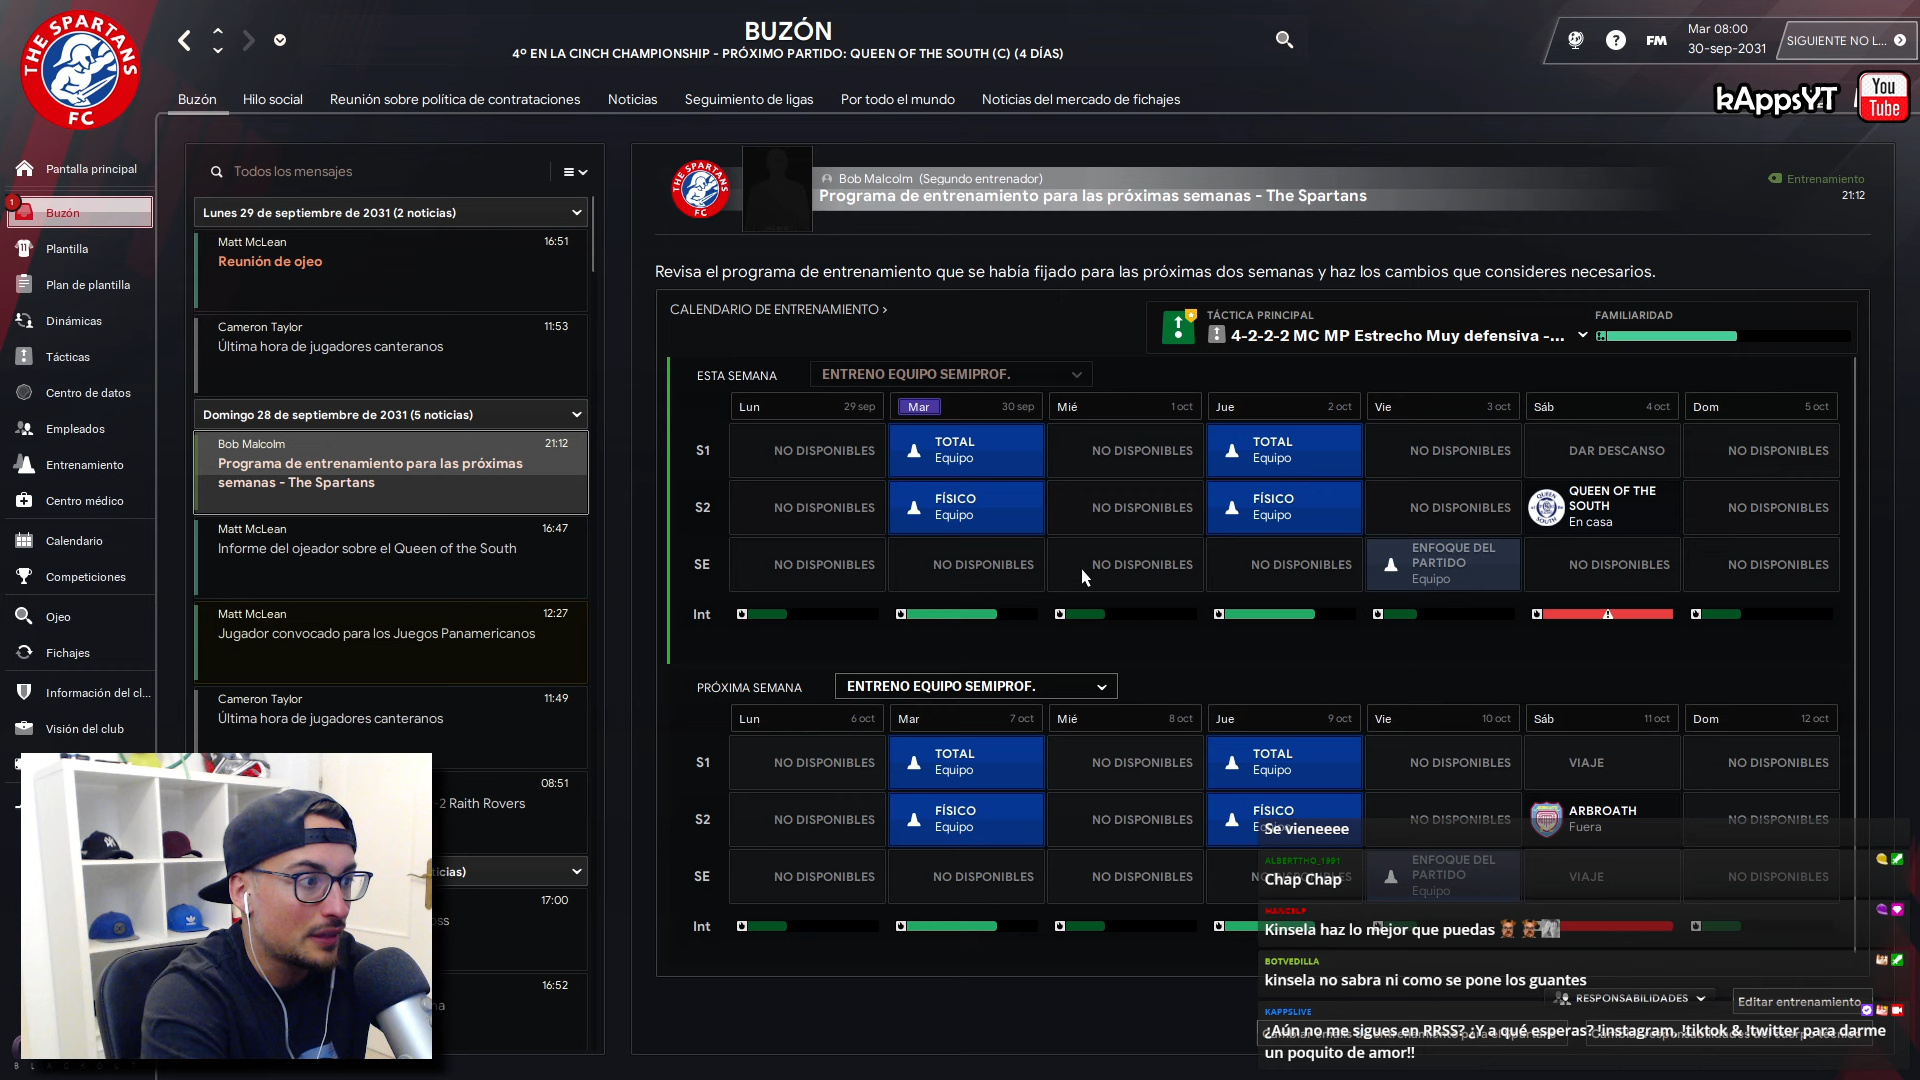 THE SPARTANS
FC
BUZÓN
4º EN LA CINCH CHAMPIONSHIP - PRÓXIMO PARTIDO: QUEEN OF THE SOUTH (C) (4 DÍAS)
?
FM
Mar 08:00
30-sep-2031
SIGUIENTE NO L...
Buzón
Hilo social
Reunión sobre política de contrataciones
Noticias
Seguimiento de ligas
Por todo el mundo
Noticias del mercado de fichajes
kAppsYT
You
Tube
Pantalla principal
1
Buzón
Plantilla
Plan de plantilla
Dinámicas
Tácticas
Centro de datos
Empleados
Entrenamiento
Centro médico
Calendario
Competiciones
Ojeo
Fichajes
Información del cl...
Visión del club
Todos los mensajes
Lunes 29 de septiembre de 2031 (2 noticias)
Matt McLean 16:51
Reunión de ojeo
Cameron Taylor 11:53
Última hora de jugadores canteranos
Domingo 28 de septiembre de 2031 (5 noticias)
Bob Malcolm 21:12
Programa de entrenamiento para las próximas
semanas - The Spartans
Matt McLean 16:47
Informe del ojeador sobre el Queen of the South
Matt McLean 12:27
Jugador convocado para los Juegos Panamericanos
Cameron Taylor 11:49
Última hora de jugadores canteranos
08:51
-2 Raith Rovers
icias)
17:00
oss
16:52
na
THE SPARTANS
FC
Bob Malcolm (Segundo entrenador)
Programa de entrenamiento para las próximas semanas - The Spartans
Entrenamiento
21:12
Revisa el programa de entrenamiento que se había fijado para las próximas dos semanas y haz los cambios que consideres necesarios.
CALENDARIO DE ENTRENAMIENTO >
TÁCTICA PRINCIPAL
4-2-2-2 MC MP Estrecho Muy defensiva -...
FAMILIARIDAD
ESTA SEMANA
ENTRENO EQUIPO SEMIPROF.
Lun 29 sep Mar 30 sep Mié 1 oct Jue 2 oct Vie 3 oct Sáb 4 oct Dom 5 oct
S1 NO DISPONIBLES TOTAL Equipo NO DISPONIBLES TOTAL Equipo NO DISPONIBLES DAR DESCANSO NO DISPONIBLES
S2 NO DISPONIBLES FÍSICO Equipo NO DISPONIBLES FÍSICO Equipo NO DISPONIBLES QUEEN OF THE SOUTH En casa NO DISPONIBLES
SE NO DISPONIBLES NO DISPONIBLES NO DISPONIBLES NO DISPONIBLES ENFOQUE DEL PARTIDO Equipo NO DISPONIBLES NO DISPONIBLES
Int
PRÓXIMA SEMANA
ENTRENO EQUIPO SEMIPROF.
Lun 6 oct Mar 7 oct Mié 8 oct Jue 9 oct Vie 10 oct Sáb 11 oct Dom 12 oct
S1 NO DISPONIBLES TOTAL Equipo NO DISPONIBLES TOTAL Equipo NO DISPONIBLES VIAJE NO DISPONIBLES
S2 NO DISPONIBLES FÍSICO Equipo NO DISPONIBLES FÍSICO NO DISPONIBLES ARBROATH Fuera NO DISPONIBLES
SE NO DISPONIBLES NO DISPONIBLES NO DISPONIBLES NO DISPONIBLES ENFOQUE DEL PARTIDO Equipo VIAJE NO DISPONIBLES
Int
Se vieneeee
ALBERTTHO_1991
Chap Chap
Kinsela haz lo mejor que puedas
BOTVEDILLA
kinsela no sabra ni como se pone los guantes
RESPONSABILIDADES
Editar entrenamiento
KAPPSLIVE
¿Aún no me sigues en RRSS? ¿Y a qué esperas? !instagram, !tiktok & !twitter para darme
un poquito de amor!!